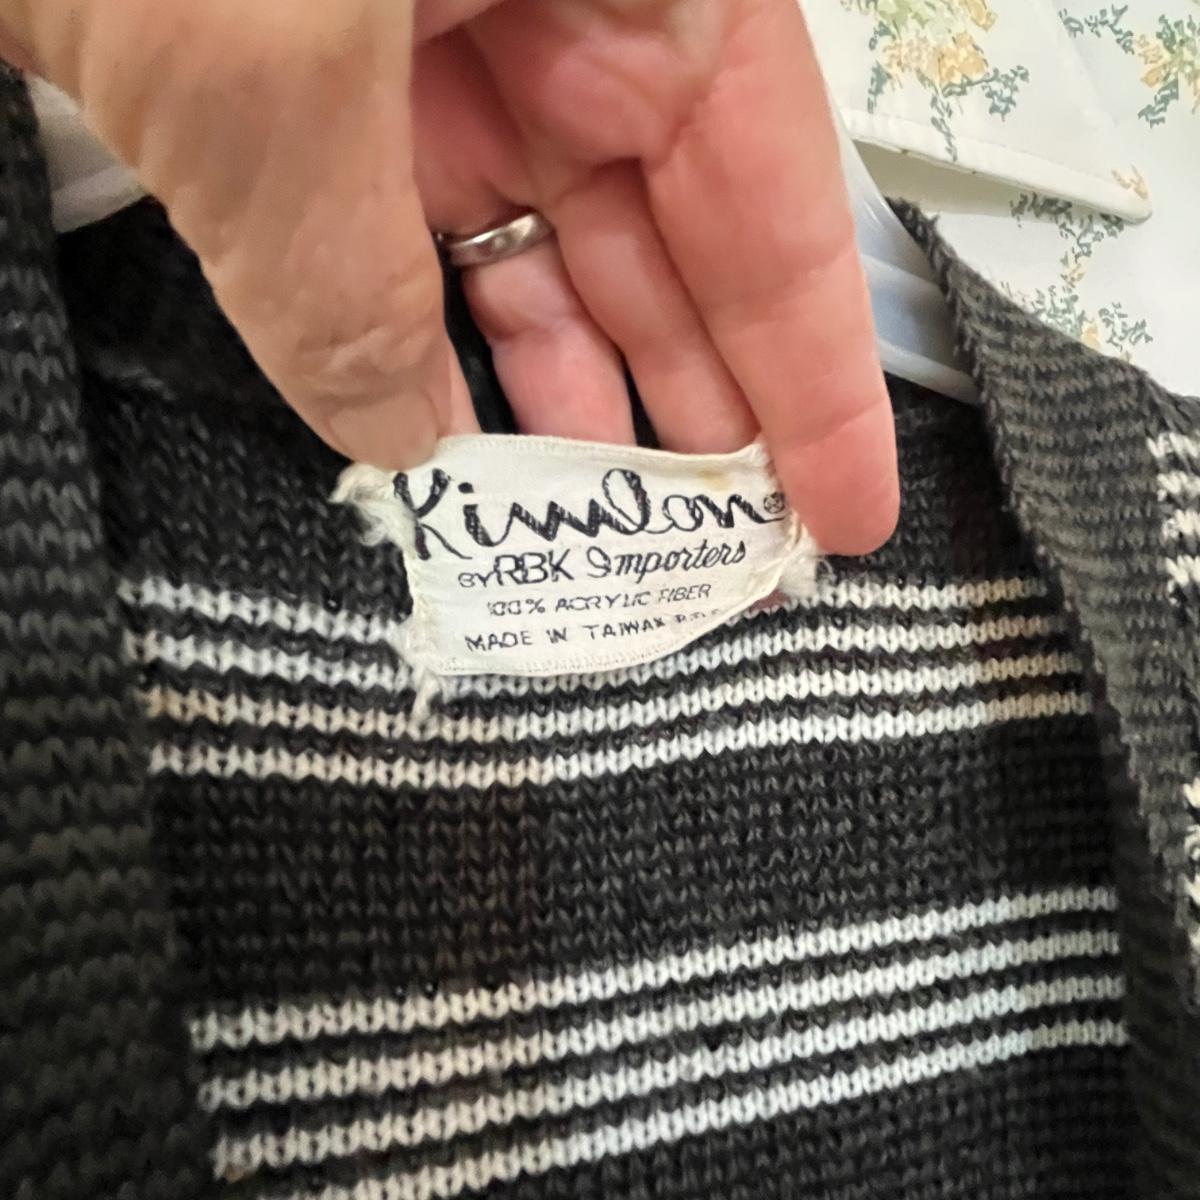 Kimlon®
BY RBK Importers
100% ACRYLIC FIBER
MADE IN TAIWAN R.O.